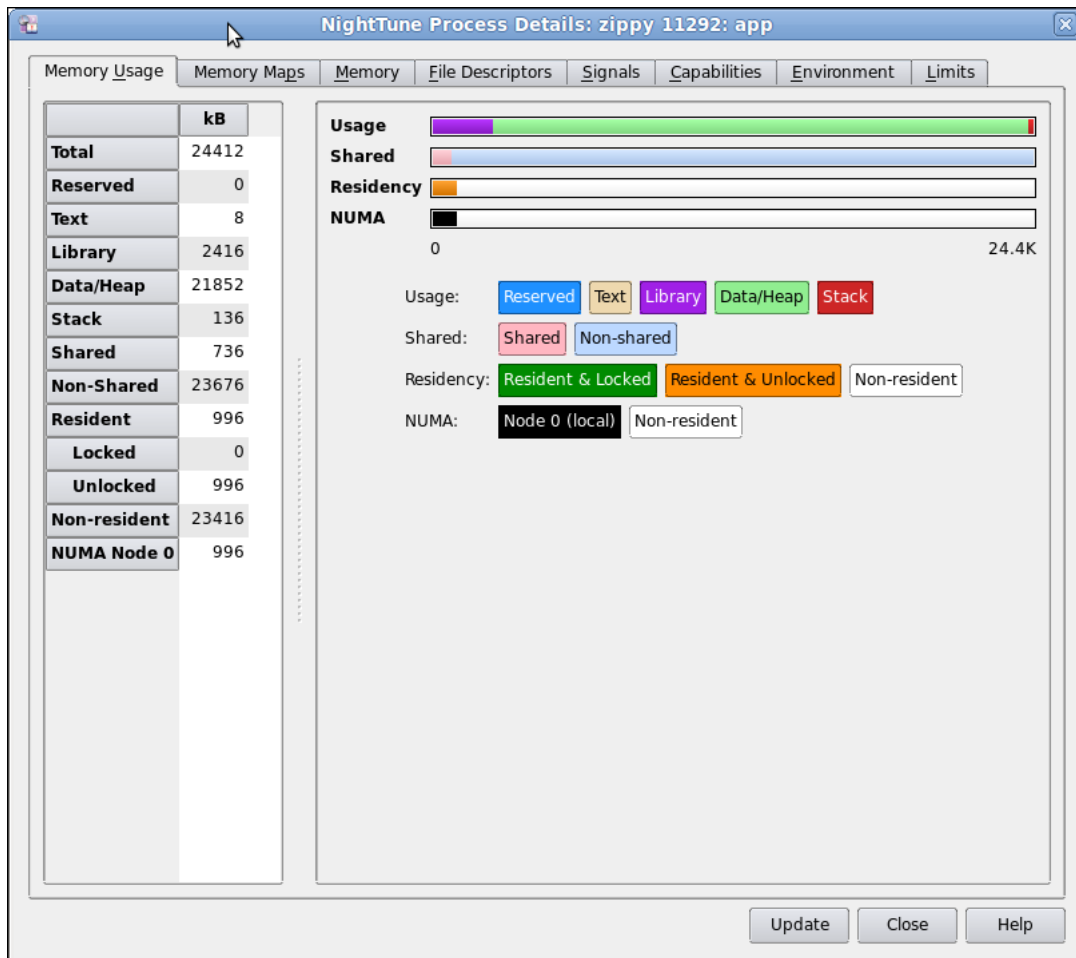 NightTune Process Details: zippy 11292: app
Memory Usage Memory Maps Memory File Descriptors Signals Capabilities Environment Limits
kB
Total 24412
Reserved 0
Text 8
Library 2416
Data/Heap 21852
Stack 136
Shared 736
Non-Shared 23676
Resident 996
Locked 0
Unlocked 996
Non-resident 23416
NUMA Node 0 996
Usage
Shared
Residency
NUMA
0 24.4K
Usage: Reserved Text Library Data/Heap Stack
Shared: Shared Non-shared
Residency: Resident & Locked Resident & Unlocked Non-resident
NUMA: Node 0 (local) Non-resident
Update Close Help